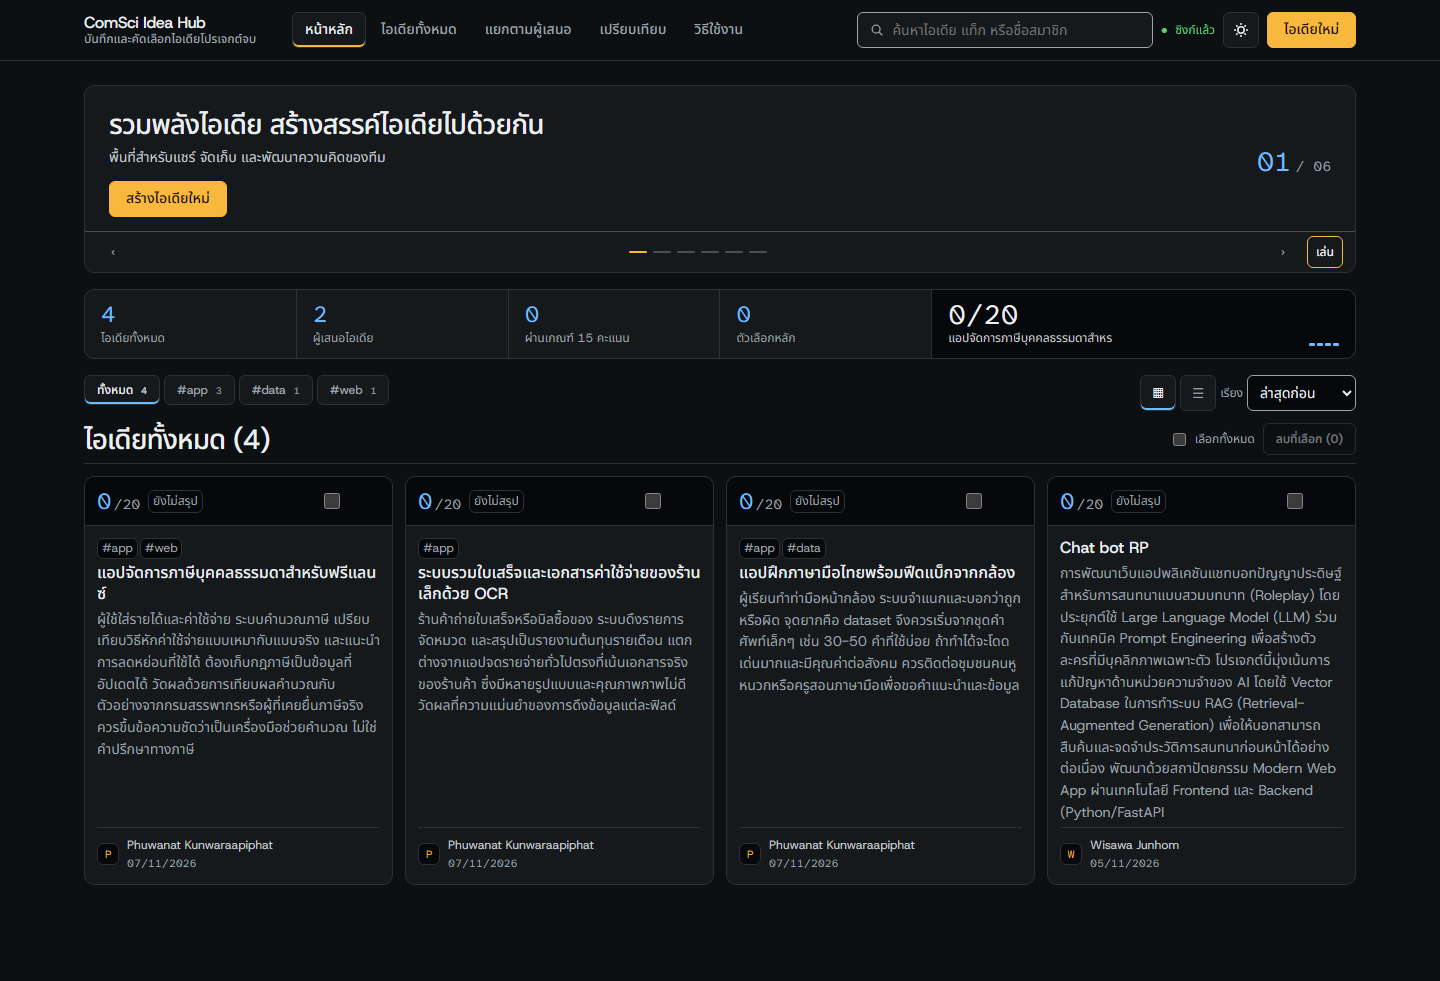 ComSci Idea Hub
บันทึกและคัดเลือกไอเดียโปรเจกต์จบ
หน้าหลัก
ไอเดียทั้งหมด
แยกตามผู้เสนอ
เปรียบเทียบ
วิธีใช้งาน
ค้นหาไอเดีย แท็ก หรือชื่อสมาชิก
ซิงก์แล้ว
ไอเดียใหม่
รวมพลังไอเดีย สร้างสรรค์ไอเดียไปด้วยกัน
พื้นที่สำหรับแชร์ จัดเก็บ และพัฒนาความคิดของทีม
สร้างไอเดียใหม่
01 / 06
‹
›
เล่น
4
ไอเดียทั้งหมด
2
ผู้เสนอไอเดีย
0
ผ่านเกณฑ์ 15 คะแนน
0
ตัวเลือกหลัก
0/20
แอปจัดการภาษีบุคคลธรรมดาสำหร
ทั้งหมด 4
#app 3
#data 1
#web 1
เรียง
ล่าสุดก่อน
ไอเดียทั้งหมด (4)
เลือกทั้งหมด
ลบที่เลือก (0)
0/20 ยังไม่สรุป
#app #web
แอปจัดการภาษีบุคคลธรรมดาสำหรับฟรีแลน
ซ์
ผู้ใช้ใส่รายได้และค่าใช้จ่าย ระบบคำนวณภาษี เปรียบ
เทียบวิธีหักค่าใช้จ่ายแบบเหมากับแบบจริง และแนะนำ
การลดหย่อนที่ใช้ได้ ต้องเก็บกฎภาษีเป็นข้อมูลที่
อัปเดตได้ วัดผลด้วยการเทียบผลคำนวณกับ
ตัวอย่างจากกรมสรรพากรหรือผู้ที่เคยยื่นภาษีจริง
ควรขึ้นข้อความชัดว่าเป็นเครื่องมือช่วยคำนวณ ไม่ใช่
คำปรึกษาทางภาษี
P
Phuwanat Kunwaraapiphat
07/11/2026
0/20 ยังไม่สรุป
#app
ระบบรวมใบเสร็จและเอกสารค่าใช้จ่ายของร้าน
เล็กด้วย OCR
ร้านค้าถ่ายใบเสร็จหรือบิลซื้อของ ระบบดึงรายการ
จัดหมวด และสรุปเป็นรายงานต้นทุนรายเดือน แตก
ต่างจากแอปจดรายจ่ายทั่วไปตรงที่เน้นเอกสารจริง
ของร้านค้า ซึ่งมีหลายรูปแบบและคุณภาพภาพไม่ดี
วัดผลที่ความแม่นยำของการดึงข้อมูลแต่ละฟิลด์
P
Phuwanat Kunwaraapiphat
07/11/2026
0/20 ยังไม่สรุป
#app #data
แอปฝึกภาษามือไทยพร้อมฟีดแบ็กจากกล้อง
ผู้เรียนทำท่ามือหน้ากล้อง ระบบจำแนกและบอกว่าถูก
หรือผิด จุดยากคือ dataset จึงควรเริ่มจากชุดคำ
ศัพท์เล็กๆ เช่น 30–50 คำที่ใช้บ่อย ถ้าทำได้จะโดด
เด่นมากและมีคุณค่าต่อสังคม ควรติดต่อชุมชนคนหู
หนวกหรือครูสอนภาษามือเพื่อขอคำแนะนำและข้อมูล
P
Phuwanat Kunwaraapiphat
07/11/2026
0/20 ยังไม่สรุป
Chat bot RP
การพัฒนาเว็บแอปพลิเคชันแชทบอทปัญญาประดิษฐ์
สำหรับการสนทนาแบบสวมบทบาท (Roleplay) โดย
ประยุกต์ใช้ Large Language Model (LLM) ร่วม
กับเทคนิค Prompt Engineering เพื่อสร้างตัว
ละครที่มีบุคลิกภาพเฉพาะตัว โปรเจกต์นี้มุ่งเน้นการ
แก้ปัญหาด้านหน่วยความจำของ AI โดยใช้ Vector
Database ในการทำระบบ RAG (Retrieval-
Augmented Generation) เพื่อให้บอทสามารถ
สืบค้นและจดจำประวัติการสนทนาก่อนหน้าได้อย่าง
ต่อเนื่อง พัฒนาด้วยสถาปัตยกรรม Modern Web
App ผ่านเทคโนโลยี Frontend และ Backend
(Python/FastAPI
W
Wisawa Junhom
05/11/2026